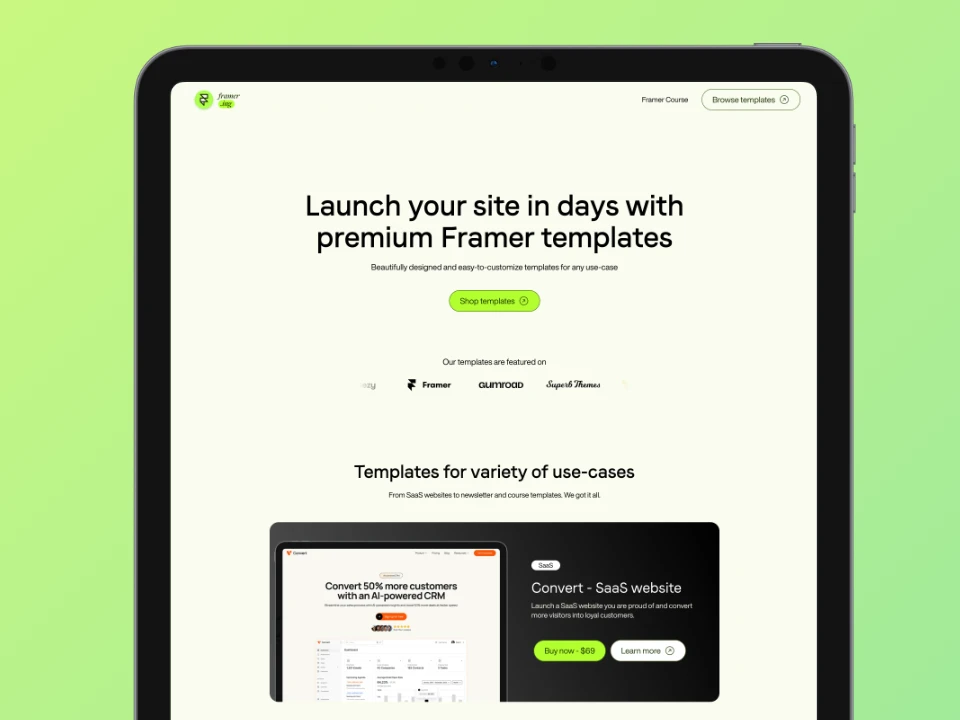 framer
.ing
Framer Course
Browse templates
Launch your site in days with
premium Framer templates
Beautifully designed and easy-to-customize templates for any use-case
Shop templates
Our templates are featured on
Framer
GUMROAD
Superb Themes
Templates for variety of use-cases
From SaaS websites to newsletter and course templates. We got it all.
Convert
Convert 50% more customers
with an AI-powered CRM
SaaS
Convert - SaaS website
Launch a SaaS website you are proud of and convert
more visitors into loyal customers.
Buy now - $69
Learn more